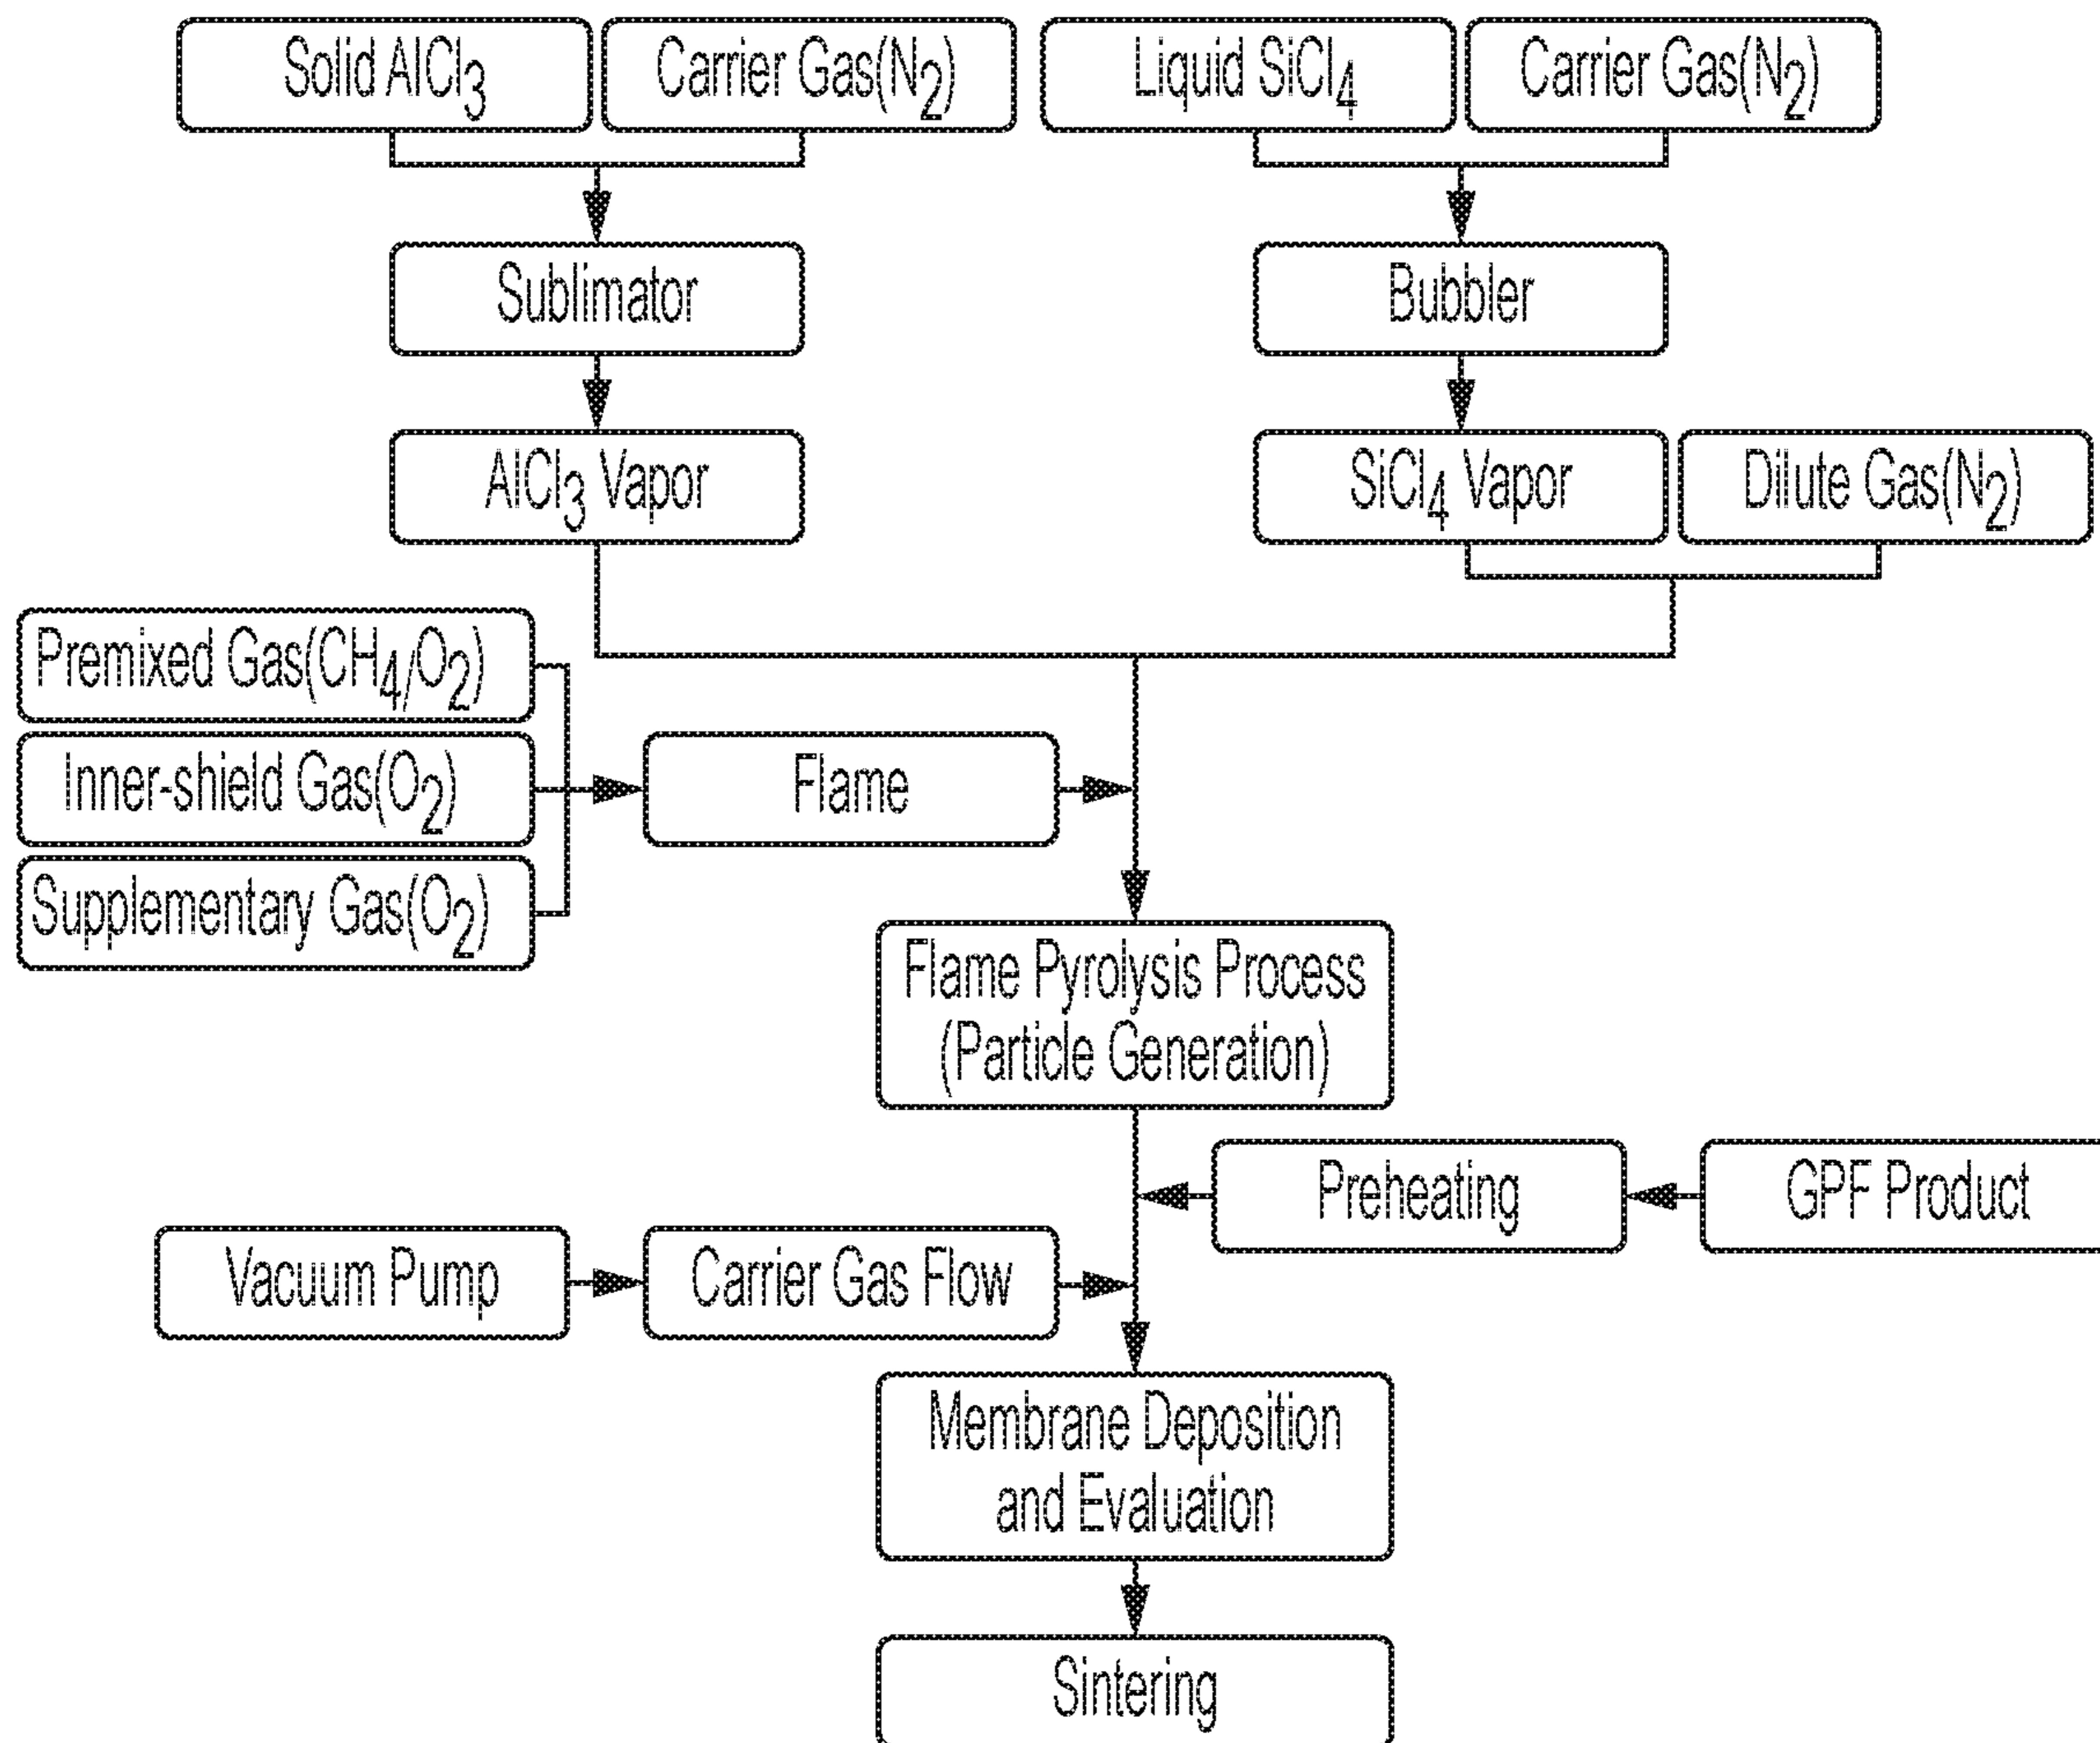 Solid AlCl3
Carrier Gas(N2)
Liquid SiCl4
Carrier Gas(N2)
Sublimator
Bubbler
AlCl3 Vapor
SiCl4 Vapor
Dilute Gas(N2)
Premixed Gas(CH4/O2)
Inner-shield Gas(O2)
Flame
Supplementary Gas(O2)
Flame Pyrolysis Process
(Particle Generation)
Preheating
GPF Product
Vacuum Pump
Carrier Gas Flow
Membrane Deposition
and Evaluation
Sintering